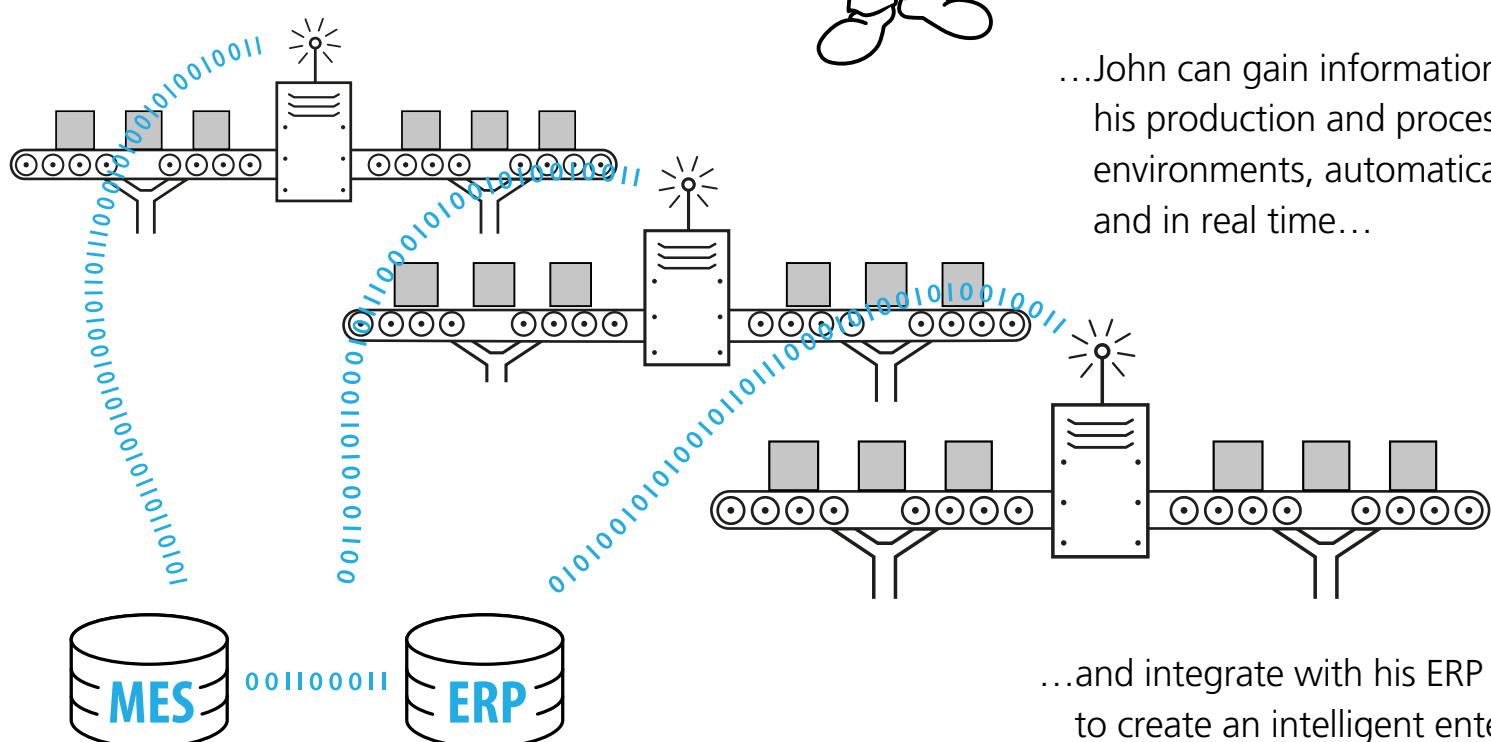 …John can gain information
his production and proces
environments, automatica
and in real time…
MES
001100011
ERP
…and integrate with his ERP
to create an intelligent ente